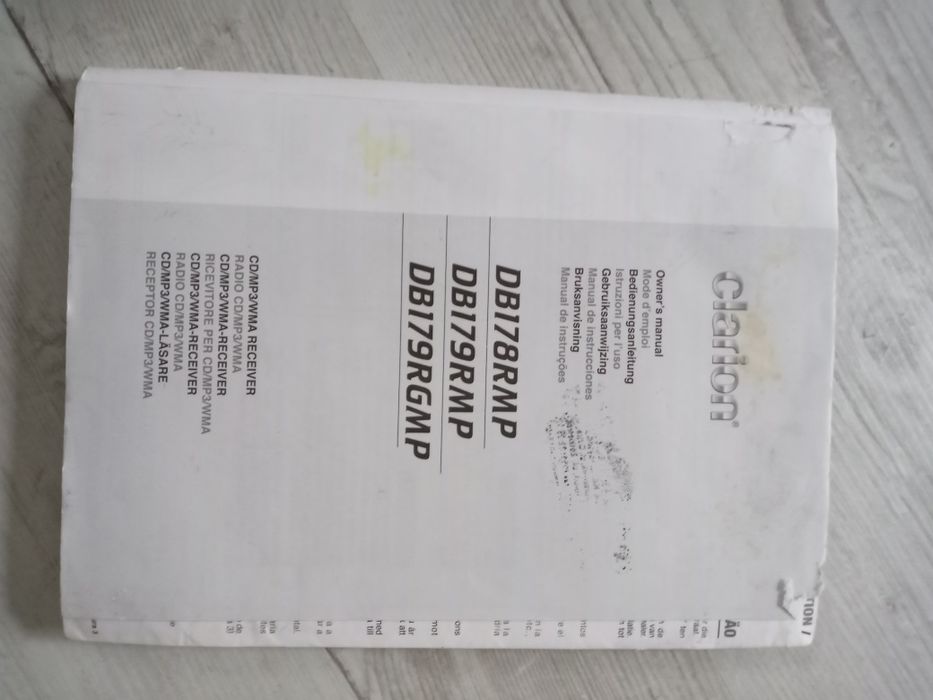 clarion®
Owner's manual
Mode d'emploi
Bedienungsanleitung
Istruzioni per l'uso
Gebruiksaanwijzing
Manual de instrucciones
Bruksanvisning
Manual de instruções
DB178RMP
DB179RMP
DB179RGMP
CD/MP3/WMA RECEIVER
RADIO CD/MP3/WMA
CD/MP3/WMA-RECEIVER
RICEVITORE PER CD/MP3/WMA
CD/MP3/WMA-RECEIVER
RADIO CD/MP3/WMA
CD/MP3/WMA-LÄSARE
RECEPTOR CD/MP3/WMA